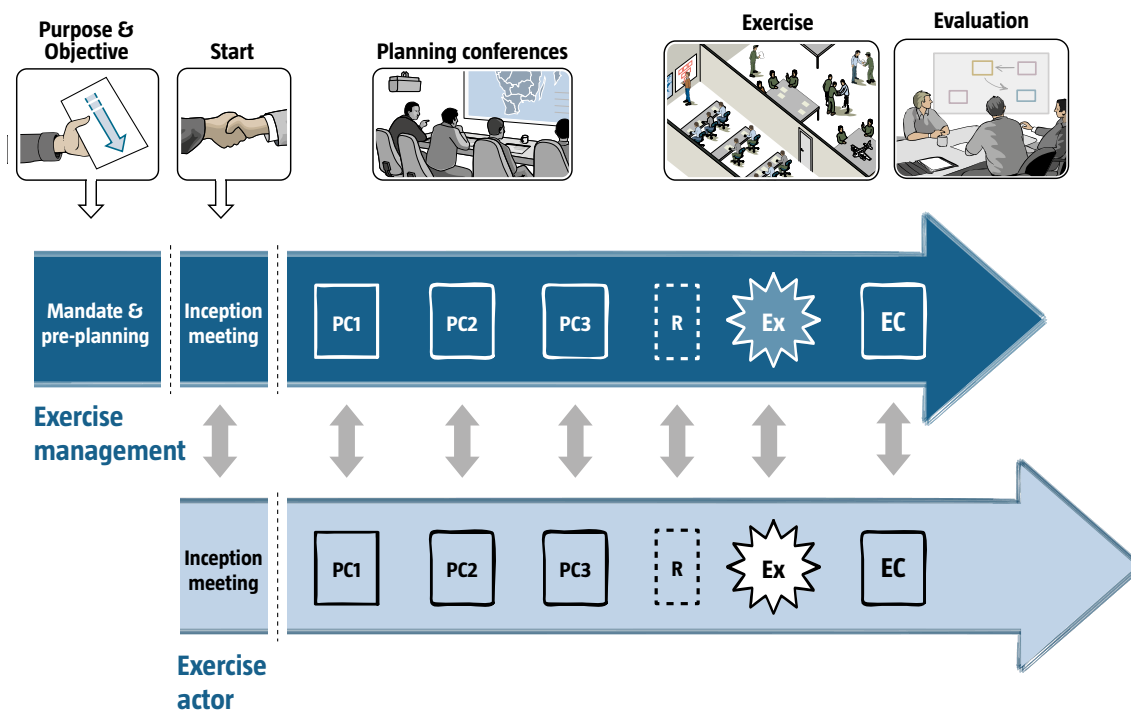 Purpose &
Objective
Start
Planning conferences
Exercise
Evaluation
Mandate &
pre-planning
Inception
meeting
PC1
PC2
PC3
R
Ex
EC
Exercise
management
Inception
meeting
PC1
PC2
PC3
R
Ex
EC
Exercise
actor